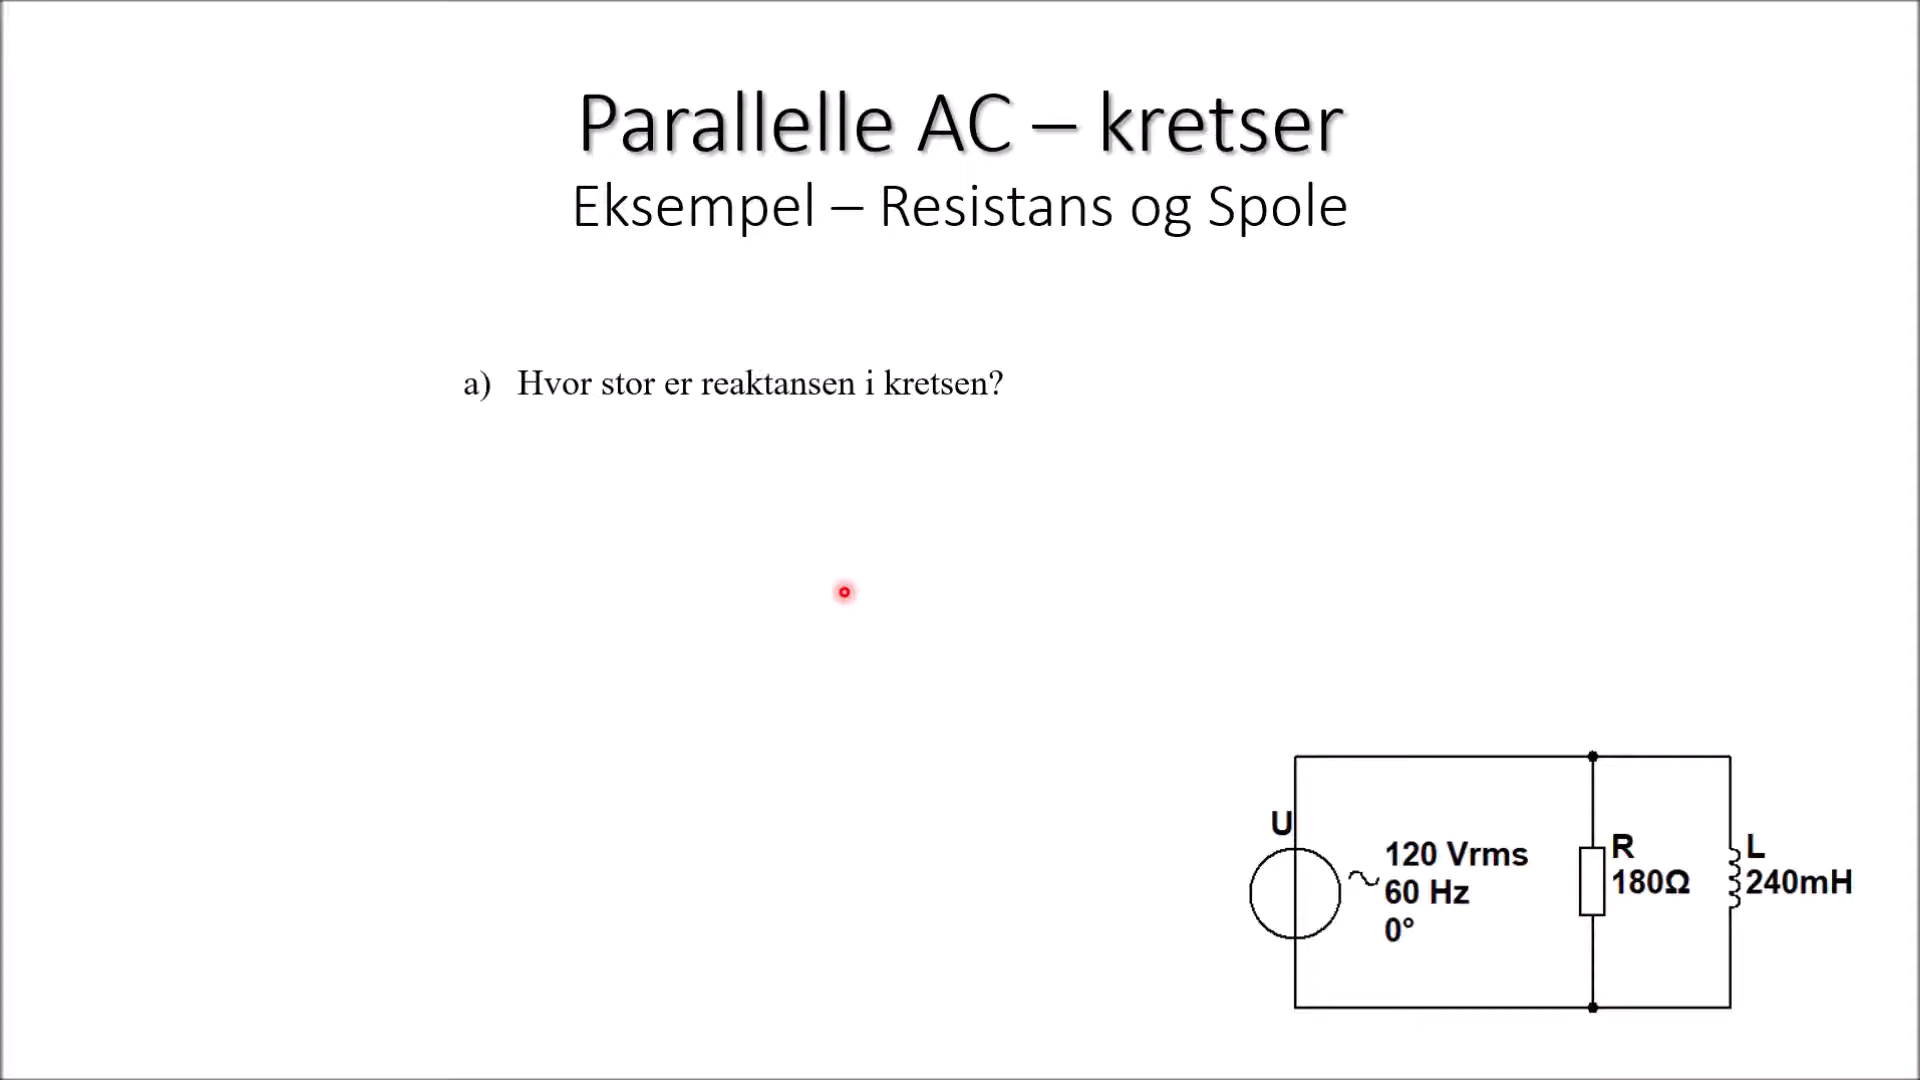 Parallelle AC – kretser
Eksempel – Resistans og Spole
a) Hvor stor er reaktansen i kretsen?
U
120 Vrms
60 Hz
0°
R
180Ω
L
240mH